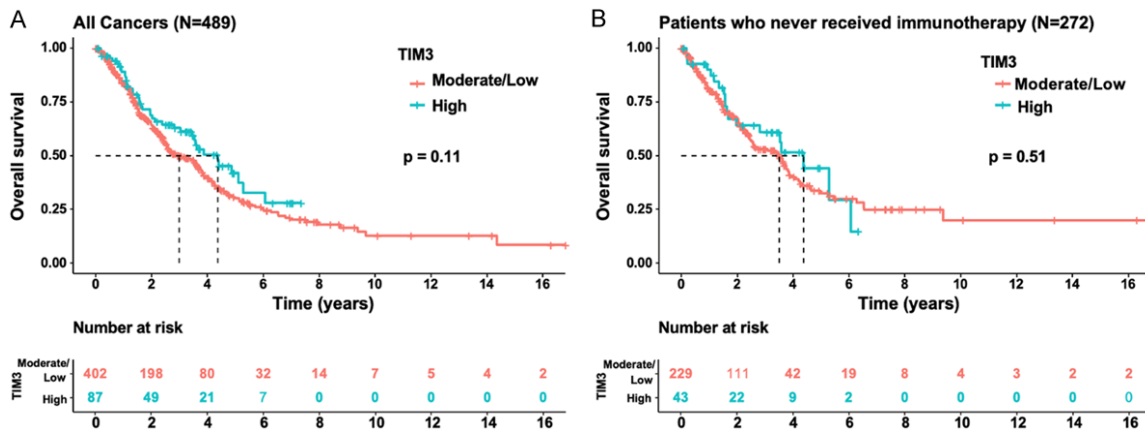 A
All Cancers (N=489)
TIM3
Moderate/Low
High
p = 0.11
Overall survival
1.00
0.75
0.50
0.25
0.00
0 2 4 6 8 10 12 14 16
Time (years)
Number at risk
TIM3
Moderate/
Low 402 198 80 32 14 7 5 4 2
High 87 49 21 7 0 0 0 0 0
0 2 4 6 8 10 12 14 16
B
Patients who never received immunotherapy (N=272)
TIM3
Moderate/Low
High
p = 0.51
Overall survival
1.00
0.75
0.50
0.25
0.00
0 2 4 6 8 10 12 14 16
Time (years)
Number at risk
TIM3
Moderate/
Low 229 111 42 19 8 4 3 2 2
High 43 22 9 2 0 0 0 0 0
0 2 4 6 8 10 12 14 16